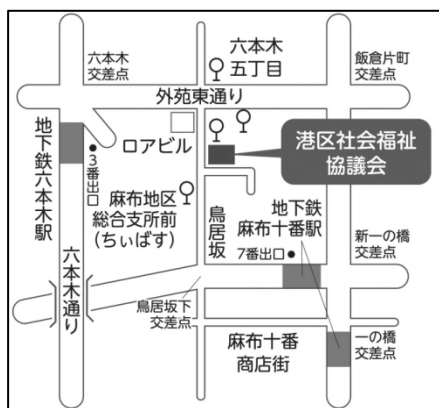 六本木
交差点
六本木
五丁目
飯倉片町
交差点
外苑東通り
地下鉄六本木駅
3番出口
ロアビル
港区社会福祉
協議会
麻布地区
総合支所前
(ちぃばす)
鳥居坂
地下鉄
麻布十番駅
7番出口
新一の橋
交差点
六本木通り
鳥居坂下
交差点
麻布十番
商店街
一の橋
交差点